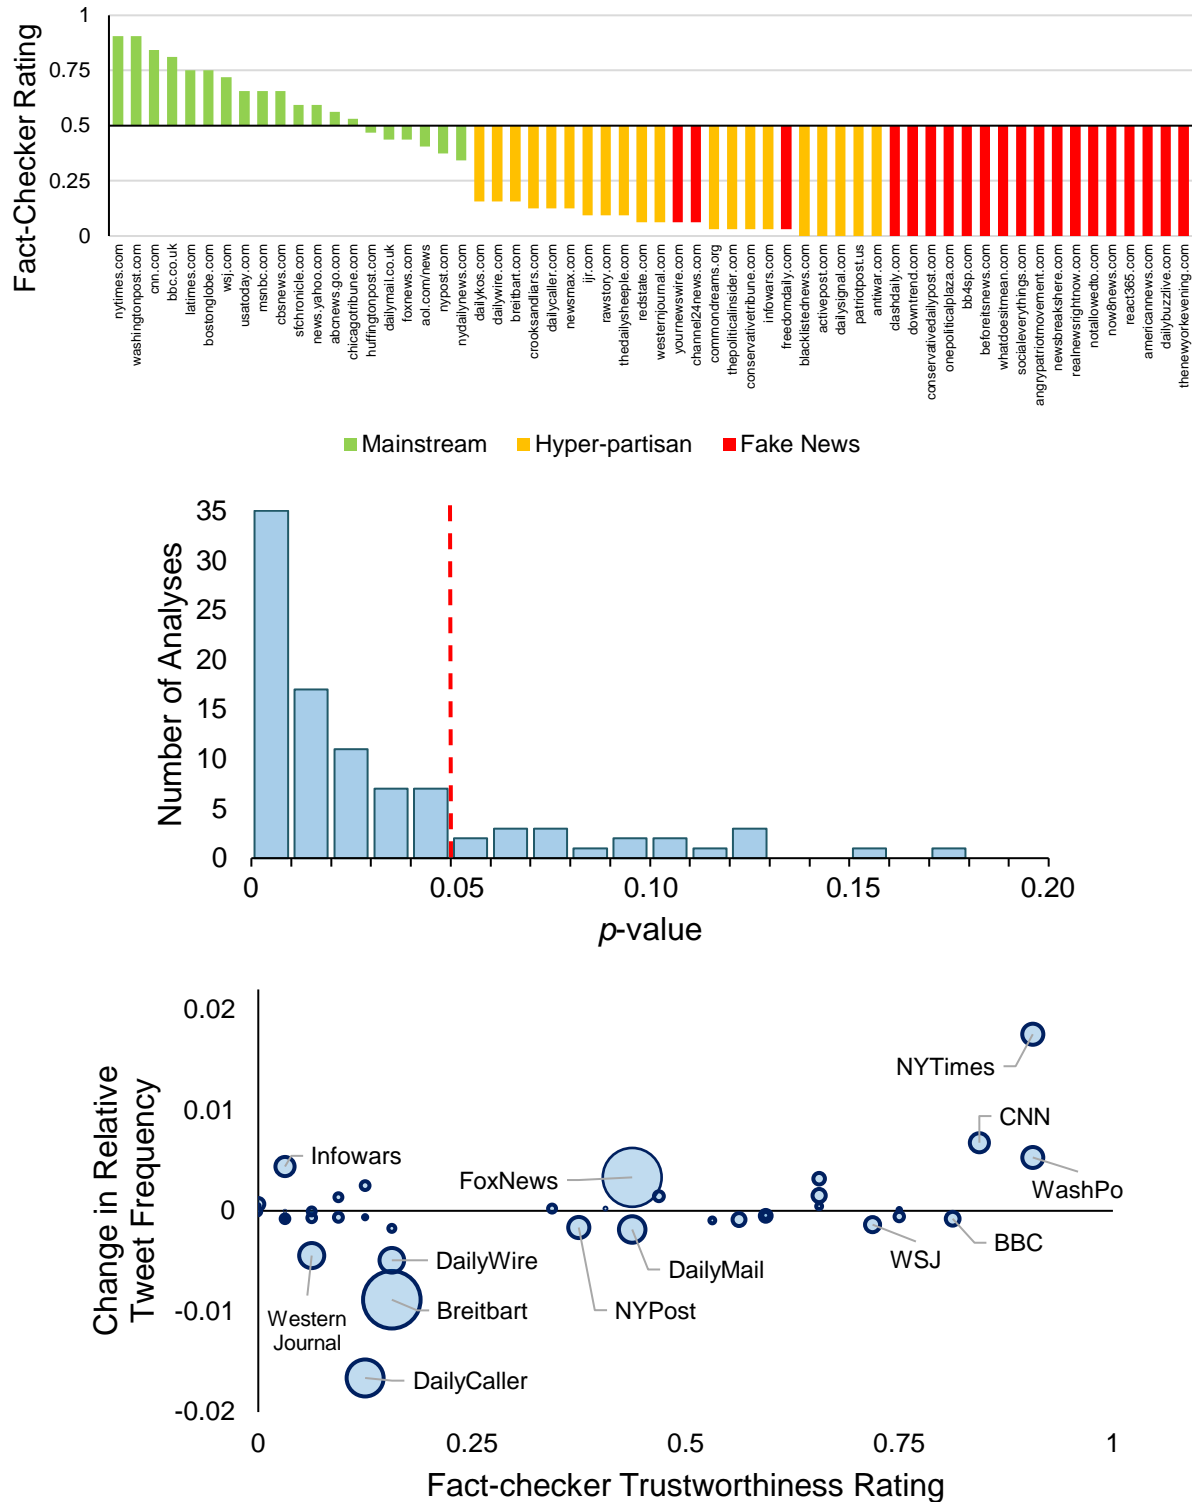 Fact-Checker Rating
1
0.75
0.5
0.25
0
nytimes.com
washingtonpost.com
cnn.com
bbc.co.uk
latimes.com
bostonglobe.com
wsj.com
usatoday.com
msnbc.com
cbsnews.com
sfchronicle.com
news.yahoo.com
abcnews.go.com
chicagotribune.com
huffingtonpost.com
dailymail.co.uk
foxnews.com
aol.com/news
nypost.com
nydailynews.com
dailykos.com
dailywire.com
breitbart.com
crooksandliars.com
dailycaller.com
newsmax.com
ijr.com
rawstory.com
thedailysheeple.com
redstate.com
westernjournal.com
yournewswire.com
channel24news.com
commondreams.org
thepoliticalinsider.com
conservativetribune.com
infowars.com
freedomdaily.com
blacklistednews.com
activepost.com
dailysignal.com
patriotpost.us
antiwar.com
clashdaily.com
downtrend.com
conservativedailypost.com
onepoliticalplaza.com
bb4sp.com
beforeitsnews.com
whatdoesitmean.com
socialeverythings.com
angrypatriotmovement.com
newsbreakshere.com
realnewsrightnow.com
notallowedto.com
now8news.com
react365.com
americannews.com
dailybuzzlive.com
thenewyorkevening.com
Mainstream Hyper-partisan Fake News
Number of Analyses
35
30
25
20
15
10
5
0
0 0.05 0.10 0.15 0.20
p-value
Change in Relative
Tweet Frequency
0.02
0.01
0
-0.01
-0.02
NYTimes
CNN
WashPo
Infowars
FoxNews
BBC
WSJ
DailyWire
DailyMail
Breitbart
NYPost
Western
Journal
DailyCaller
0 0.25 0.5 0.75 1
Fact-checker Trustworthiness Rating